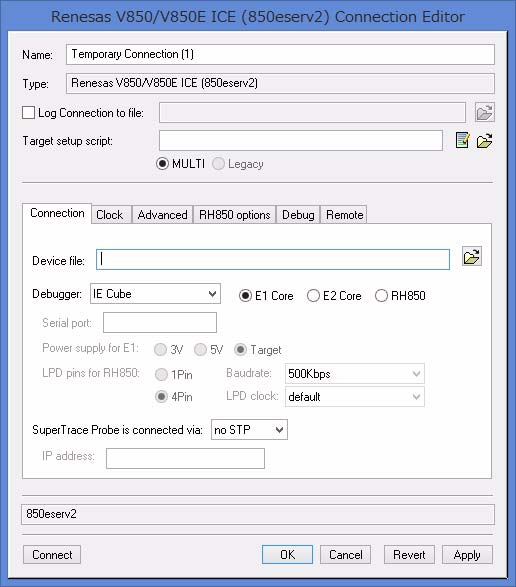 Renesas V850/V850E ICE (850eserv2) Connection Editor
Name: Temporary Connection (1)
Type: Renesas V850/V850E ICE (850eserv2)
Log Connection to file:
Target setup script:
MULTI Legacy
Connection Clock Advanced RH850 options Debug Remote
Device file:
Debugger: IE Cube E1 Core E2 Core RH850
Serial port:
Power supply for E1: 3V 5V Target
LPD pins for RH850: 1Pin Baudrate: 500Kbps
4Pin LPD clock: default
SuperTrace Probe is connected via: no STP
IP address:
850eserv2
Connect OK Cancel Revert Apply